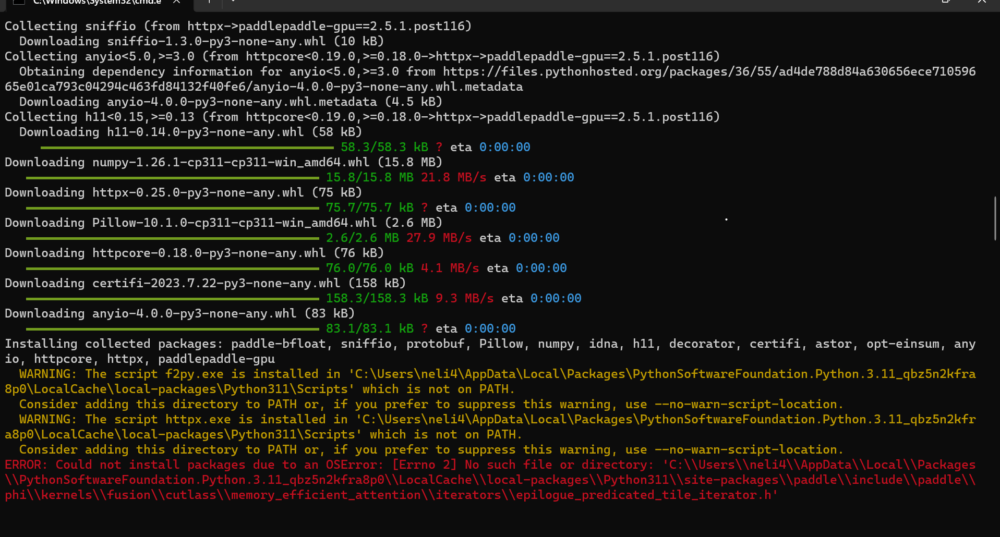 C:\Windows\System32\cmd.e
Collecting sniffio (from httpx->paddlepaddle-gpu==2.5.1.post116)
Downloading sniffio-1.3.0-py3-none-any.whl (10 kB)
Collecting anyio<5.0,>=3.0 (from httpcore<0.19.0,>=0.18.0->httpx->paddlepaddle-gpu==2.5.1.post116)
Obtaining dependency information for anyio<5.0,>=3.0 from https://files.pythonhosted.org/packages/36/55/ad4de788d84a630656ece710596
65e01ca793c04294c463fd84132f40fe6/anyio-4.0.0-py3-none-any.whl.metadata
Downloading anyio-4.0.0-py3-none-any.whl.metadata (4.5 kB)
Collecting h11<0.15,>=0.13 (from httpcore<0.19.0,>=0.18.0->httpx->paddlepaddle-gpu==2.5.1.post116)
Downloading h11-0.14.0-py3-none-any.whl (58 kB)
58.3/58.3 kB ? eta 0:00:00
Downloading numpy-1.26.1-cp311-cp311-win_amd64.whl (15.8 MB)
15.8/15.8 MB 21.8 MB/s eta 0:00:00
Downloading httpx-0.25.0-py3-none-any.whl (75 kB)
75.7/75.7 kB ? eta 0:00:00
Downloading Pillow-10.1.0-cp311-cp311-win_amd64.whl (2.6 MB)
2.6/2.6 MB 27.9 MB/s eta 0:00:00
Downloading httpcore-0.18.0-py3-none-any.whl (76 kB)
76.0/76.0 kB 4.1 MB/s eta 0:00:00
Downloading certifi-2023.7.22-py3-none-any.whl (158 kB)
158.3/158.3 kB 9.3 MB/s eta 0:00:00
Downloading anyio-4.0.0-py3-none-any.whl (83 kB)
83.1/83.1 kB ? eta 0:00:00
Installing collected packages: paddle-bfloat, sniffio, protobuf, Pillow, numpy, idna, h11, decorator, certifi, astor, opt-einsum, any
io, httpcore, httpx, paddlepaddle-gpu
WARNING: The script f2py.exe is installed in 'C:\Users\neli4\AppData\Local\Packages\PythonSoftwareFoundation.Python.3.11_qbz5n2kfra
8p0\LocalCache\local-packages\Python311\Scripts' which is not on PATH.
Consider adding this directory to PATH or, if you prefer to suppress this warning, use --no-warn-script-location.
WARNING: The script httpx.exe is installed in 'C:\Users\neli4\AppData\Local\Packages\PythonSoftwareFoundation.Python.3.11_qbz5n2kfr
a8p0\LocalCache\local-packages\Python311\Scripts' which is not on PATH.
Consider adding this directory to PATH or, if you prefer to suppress this warning, use --no-warn-script-location.
ERROR: Could not install packages due to an OSError: [Errno 2] No such file or directory: 'C:\\Users\\neli4\\AppData\\Local\\Packages
\\PythonSoftwareFoundation.Python.3.11_qbz5n2kfra8p0\\LocalCache\\local-packages\\Python311\\site-packages\\paddle\\include\\paddle\\
phi\\kernels\\fusion\\cutlass\\memory_efficient_attention\\iterators\\epilogue_predicated_tile_iterator.h'